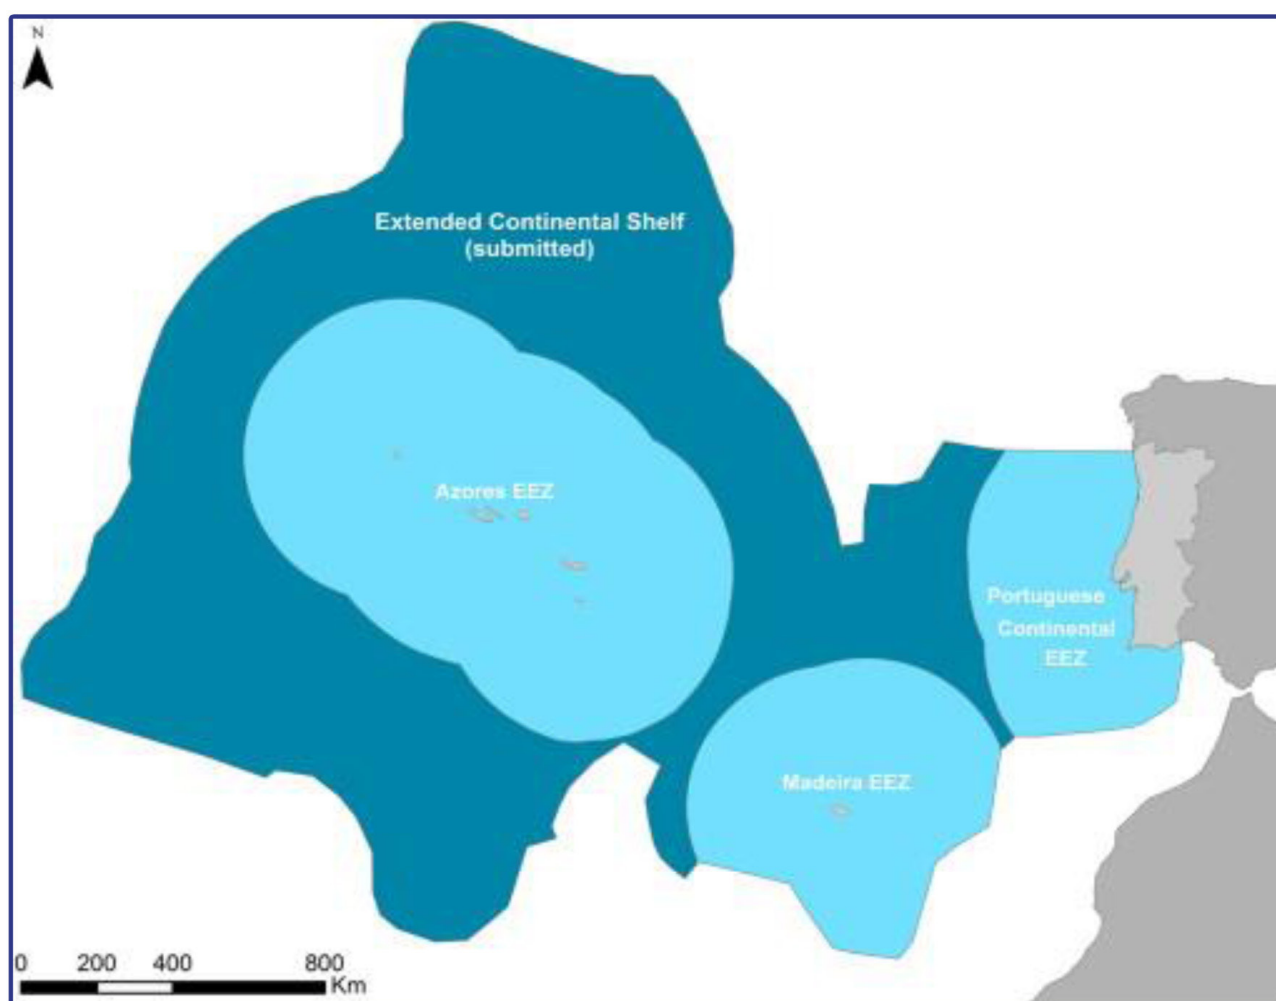 N
Extended Continental Shelf
(submitted)
Azores EEZ
Portuguese
Continental
EEZ
Madeira EEZ
0 200 400 800
Km